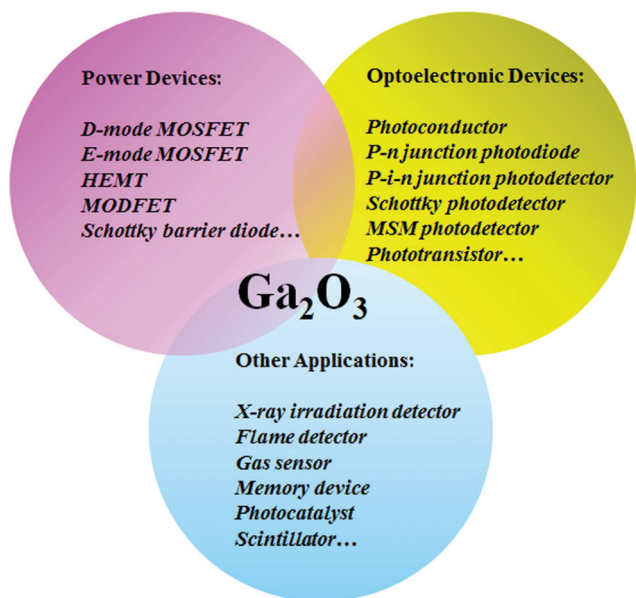 Power Devices:
D-mode MOSFET
E-mode MOSFET
HEMT
MODFET
Schottky barrier diode…
Optoelectronic Devices:
Photoconductor
P-n junction photodiode
P-i-n junction photodetector
Schottky photodetector
MSM photodetector
Phototransistor…
Ga₂O₃
Other Applications:
X-ray irradiation detector
Flame detector
Gas sensor
Memory device
Photocatalyst
Scintillator…